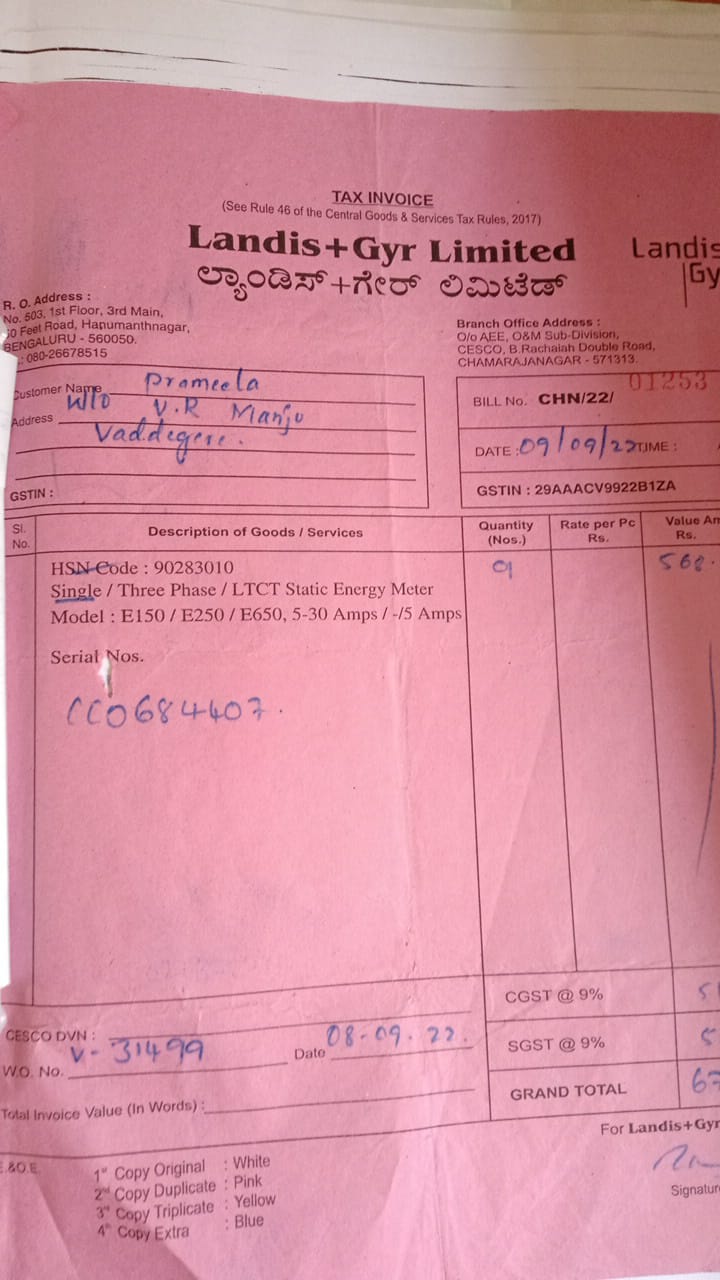 TAX INVOICE
(See Rule 46 of the Central Goods & Services Tax Rules, 2017)
Landis+Gyr Limited
ಲ್ಯಾಂಡಿಸ್+ಗೇರ್ ಲಿಮಿಟೆಡ್
Landis
Gy
R. O. Address :
No. 503, 1st Floor, 3rd Main,
0 Feet Road, Hanumanthnagar,
BENGALURU - 560050.
.: 080-26678515
Branch Office Address :
O/o AEE, O&M Sub-Division,
CESCO, B.Rachaiah Double Road,
CHAMARAJANAGAR - 571313.
Customer Name Prameela
Address W/o V.R Manju
Vaddegere.
GSTIN :
BILL No. CHN/22/ 01253
DATE : 09/09/22 TIME :
GSTIN : 29AAACV9922B1ZA
Sl. No. Description of Goods / Services Quantity (Nos.) Rate per Pc Rs. Value Am Rs.
HSN Code : 90283010
Single / Three Phase / LTCT Static Energy Meter
Model : E150 / E250 / E650, 5-30 Amps / -/5 Amps
568.
Serial Nos.
CC0684407.
CGST @ 9% 51
SGST @ 9% 5
GRAND TOTAL 67
CESCO DVN :
W.O. No. V-31499 Date 08-09.22.
Total Invoice Value (In Words) :
For Landis+Gyr
Signatur
E.&O.E.
1st Copy Original : White
2nd Copy Duplicate : Pink
3rd Copy Triplicate : Yellow
4th Copy Extra : Blue